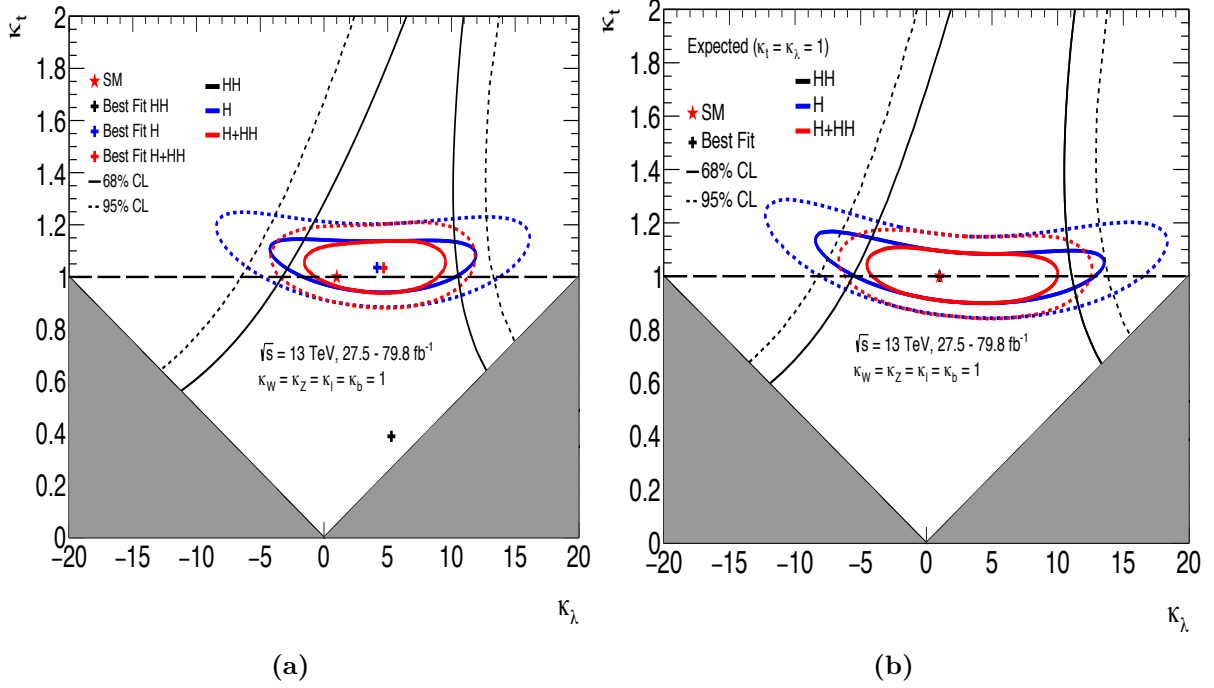 κt
2
1.8
1.6
1.4
1.2
1
0.8
0.6
0.4
0.2
0
SM
Best Fit HH
Best Fit H
Best Fit H+HH
68% CL
95% CL
HH
H
H+HH
√s = 13 TeV, 27.5 - 79.8 fb⁻¹
κW = κZ = κl = κb = 1
−20 −15 −10 −5 0 5 10 15 20
κλ
(a)
κt
2
1.8
1.6
1.4
1.2
1
0.8
0.6
0.4
0.2
0
Expected (κt = κλ = 1)
HH
H
H+HH
SM
Best Fit
68% CL
95% CL
√s = 13 TeV, 27.5 - 79.8 fb⁻¹
κW = κZ = κl = κb = 1
−20 −15 −10 −5 0 5 10 15 20
κλ
(b)